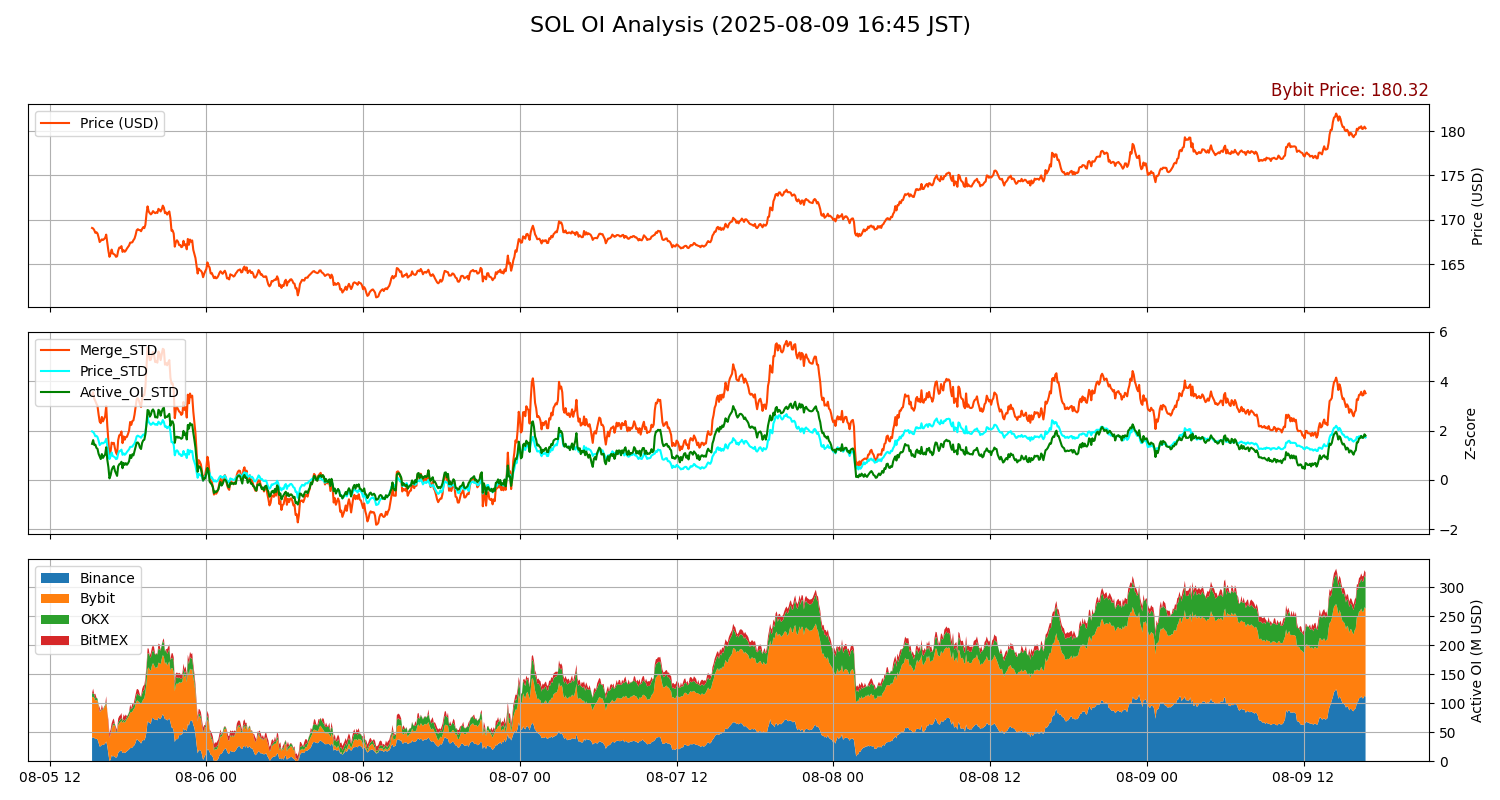 SOL OI Analysis (2025-08-09 16:45 JST)
Bybit Price: 180.32
Price (USD)
180
175
170
165
Price (USD)
Merge_STD
Price_STD
Active_OI_STD
6
4
2
0
−2
Z-Score
Binance
Bybit
OKX
BitMEX
300
250
200
150
100
50
0
Active OI (M USD)
08-05 12
08-06 00
08-06 12
08-07 00
08-07 12
08-08 00
08-08 12
08-09 00
08-09 12